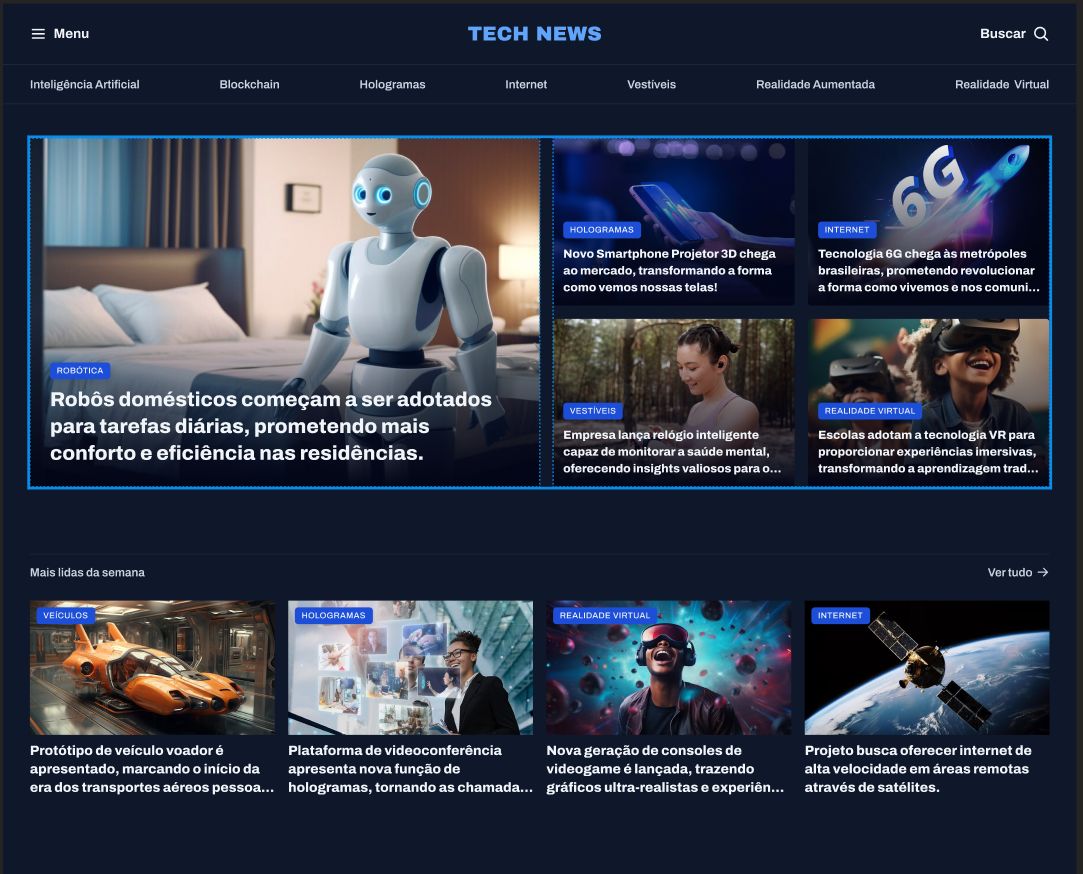 Menu
TECH NEWS
Buscar
Inteligência Artificial
Blockchain
Hologramas
Internet
Vestíveis
Realidade Aumentada
Realidade Virtual
ROBÓTICA
Robôs domésticos começam a ser adotados
para tarefas diárias, prometendo mais
conforto e eficiência nas residências.
HOLOGRAMAS
Novo Smartphone Projetor 3D chega
ao mercado, transformando a forma
como vemos nossas telas!
6G
INTERNET
Tecnologia 6G chega às metrópoles
brasileiras, prometendo revolucionar
a forma como vivemos e nos comuni...
VESTÍVEIS
Empresa lança relógio inteligente
capaz de monitorar a saúde mental,
oferecendo insights valiosos para o...
REALIDADE VIRTUAL
Escolas adotam a tecnologia VR para
proporcionar experiências imersivas,
transformando a aprendizagem trad...
Mais lidas da semana
Ver tudo
VEÍCULOS
Protótipo de veículo voador é
apresentado, marcando o início da
era dos transportes aéreos pessoa...
HOLOGRAMAS
Plataforma de videoconferência
apresenta nova função de
hologramas, tornando as chamada...
REALIDADE VIRTUAL
Nova geração de consoles de
videogame é lançada, trazendo
gráficos ultra-realistas e experiên...
INTERNET
Projeto busca oferecer internet de
alta velocidade em áreas remotas
através de satélites.